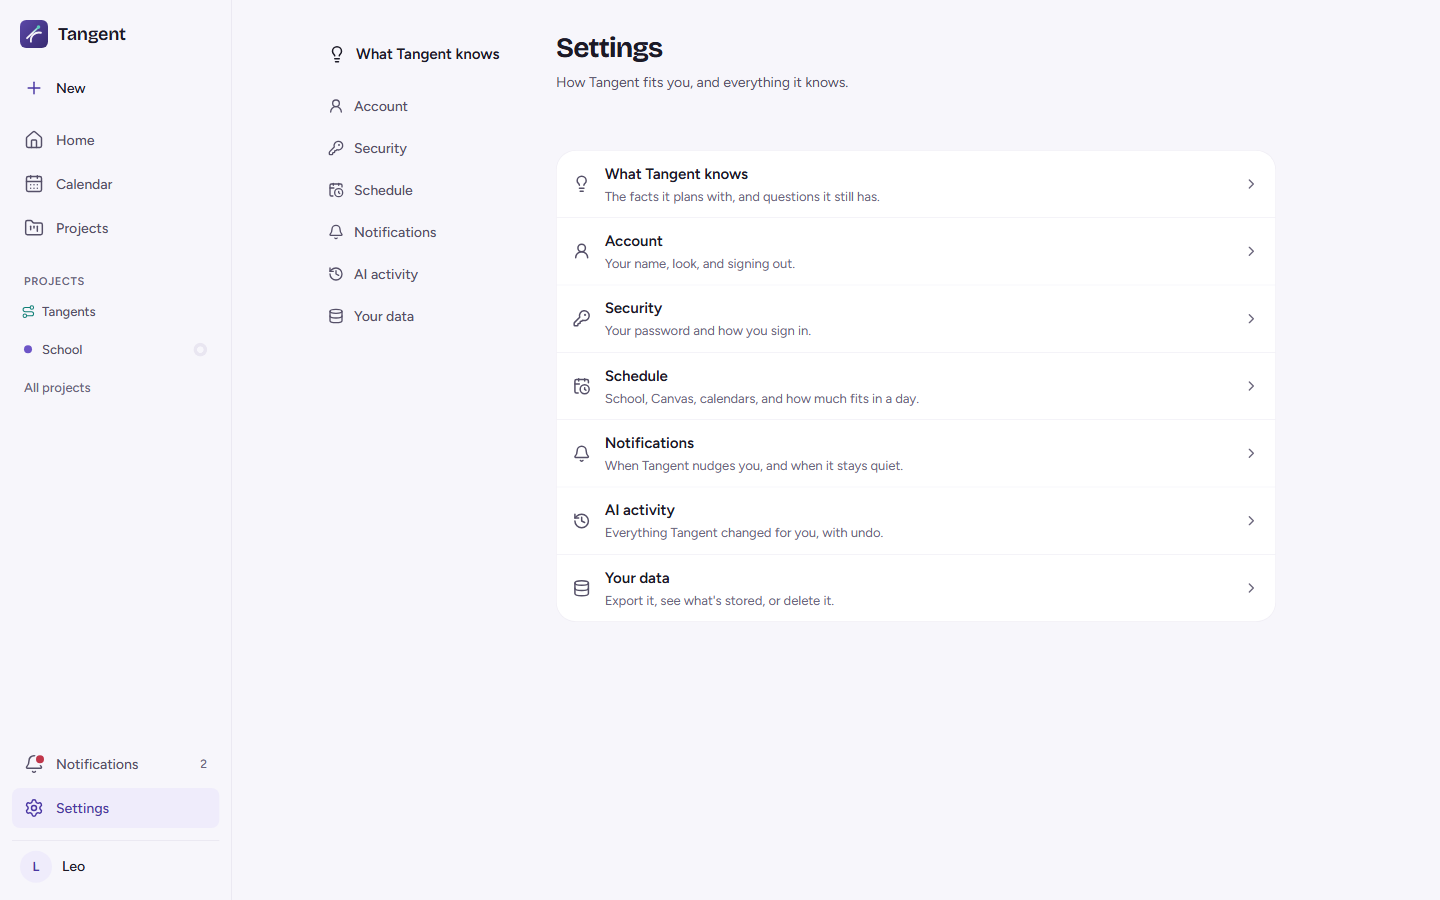 Tangent
New
Home
Calendar
Projects
PROJECTS
Tangents
School
All projects
Notifications 2
Settings
L Leo
What Tangent knows
Account
Security
Schedule
Notifications
AI activity
Your data
Settings
How Tangent fits you, and everything it knows.
What Tangent knows
The facts it plans with, and questions it still has.
Account
Your name, look, and signing out.
Security
Your password and how you sign in.
Schedule
School, Canvas, calendars, and how much fits in a day.
Notifications
When Tangent nudges you, and when it stays quiet.
AI activity
Everything Tangent changed for you, with undo.
Your data
Export it, see what's stored, or delete it.